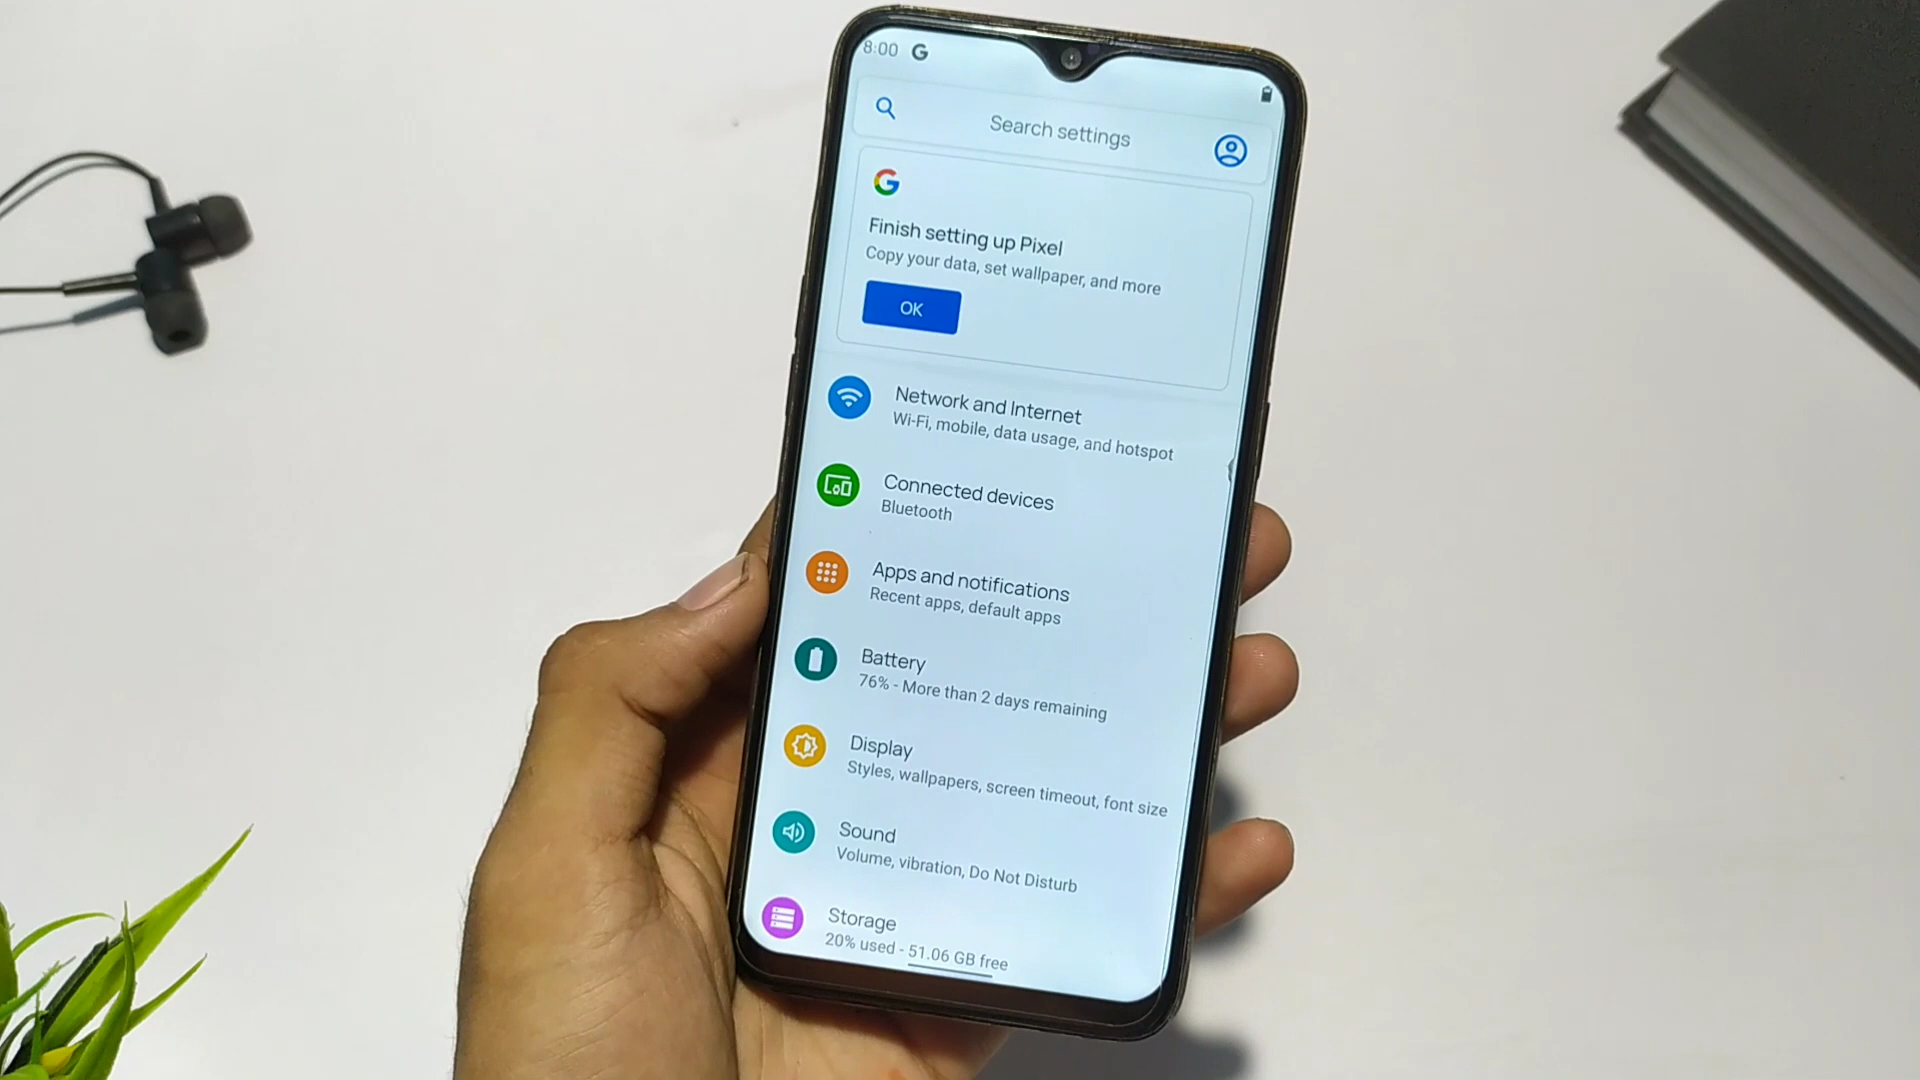 8:00 G
Search settings
G
Finish setting up Pixel
Copy your data, set wallpaper, and more
OK
Network and Internet
Wi-Fi, mobile, data usage, and hotspot
Connected devices
Bluetooth
Apps and notifications
Recent apps, default apps
Battery
76% - More than 2 days remaining
Display
Styles, wallpapers, screen timeout, font size
Sound
Volume, vibration, Do Not Disturb
Storage
20% used - 51.06 GB free